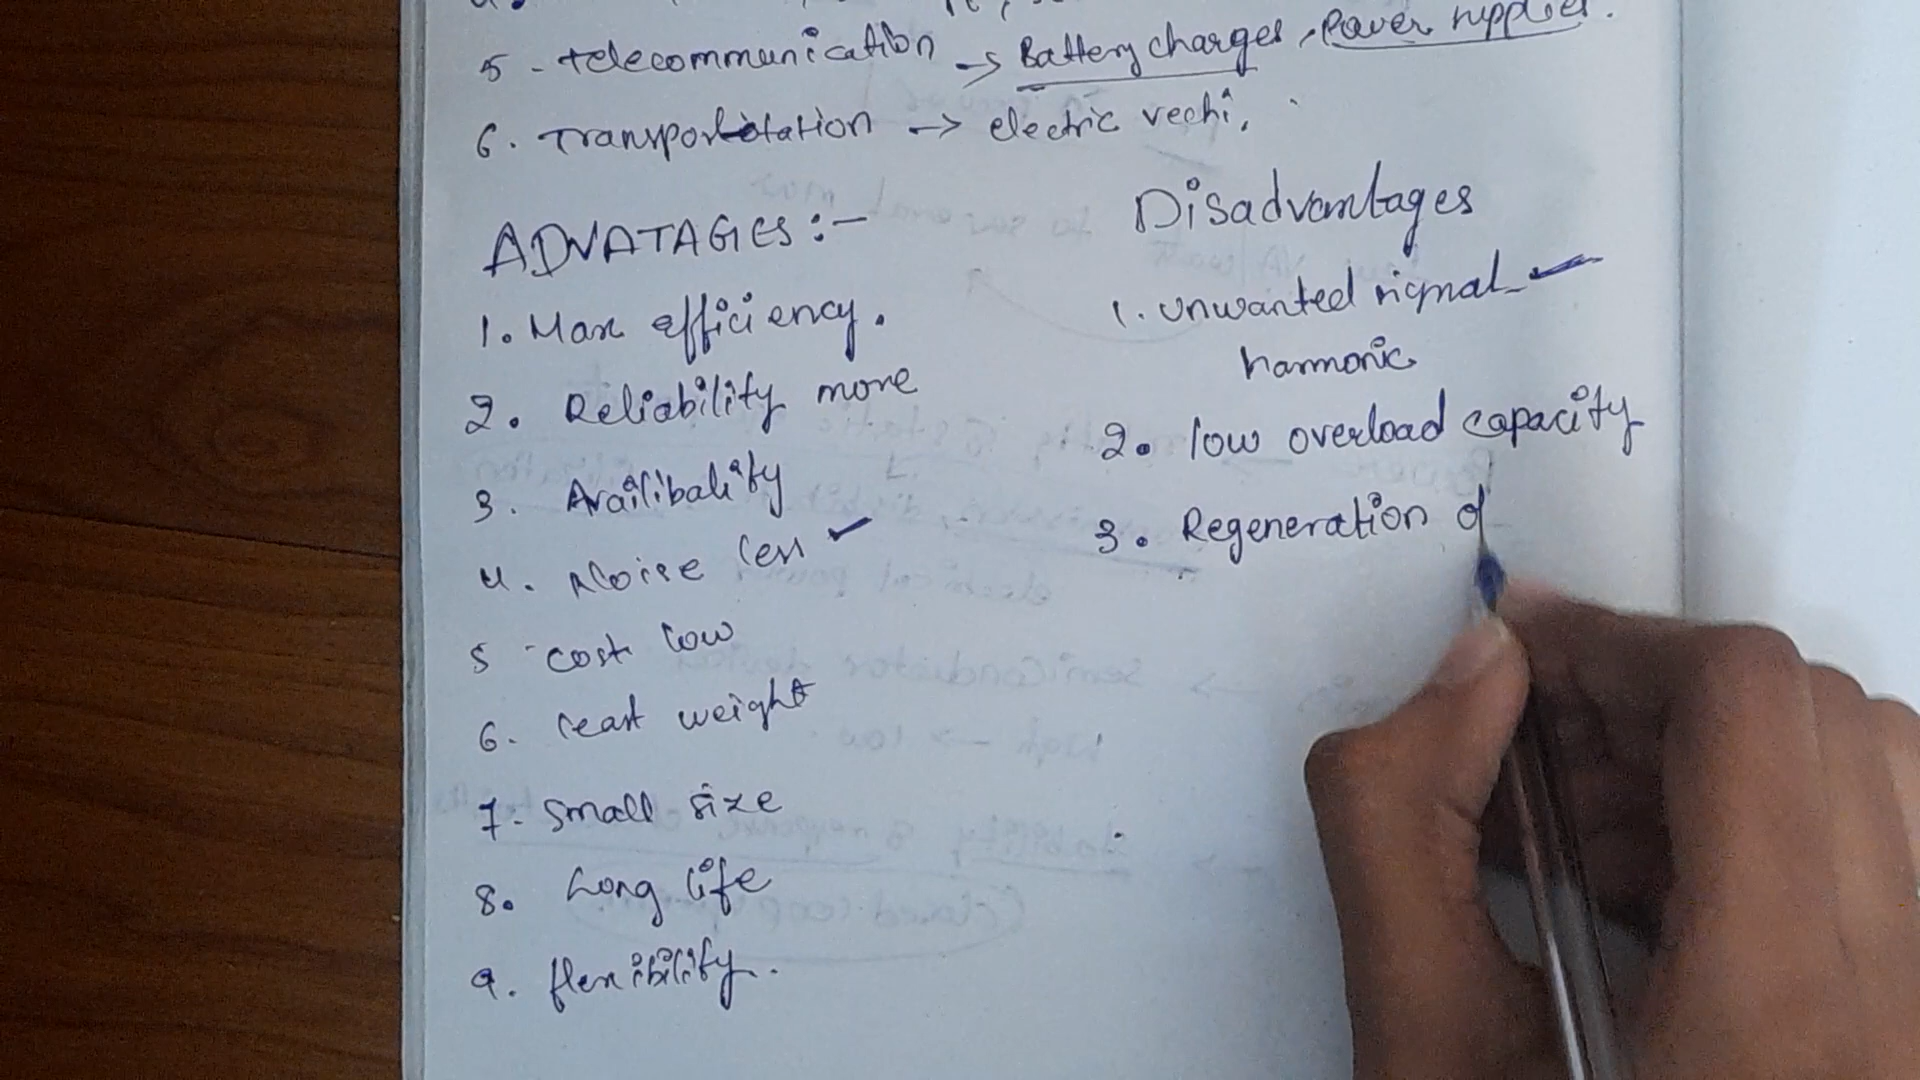 5 - telecommunication → Battery charges, Power supplies.
6. Transportotation → electric vechi,
ADVATAGES :-
1. Max efficiency.
2. Reliability more
3. Availibality
4. Noise less
5 - cost low
6. least weight
7. Small size
8. Long life
9. flexibility.
Disadvantages
1. unwanted signal
harmonic
2. low overload capacity
3. Regeneration of